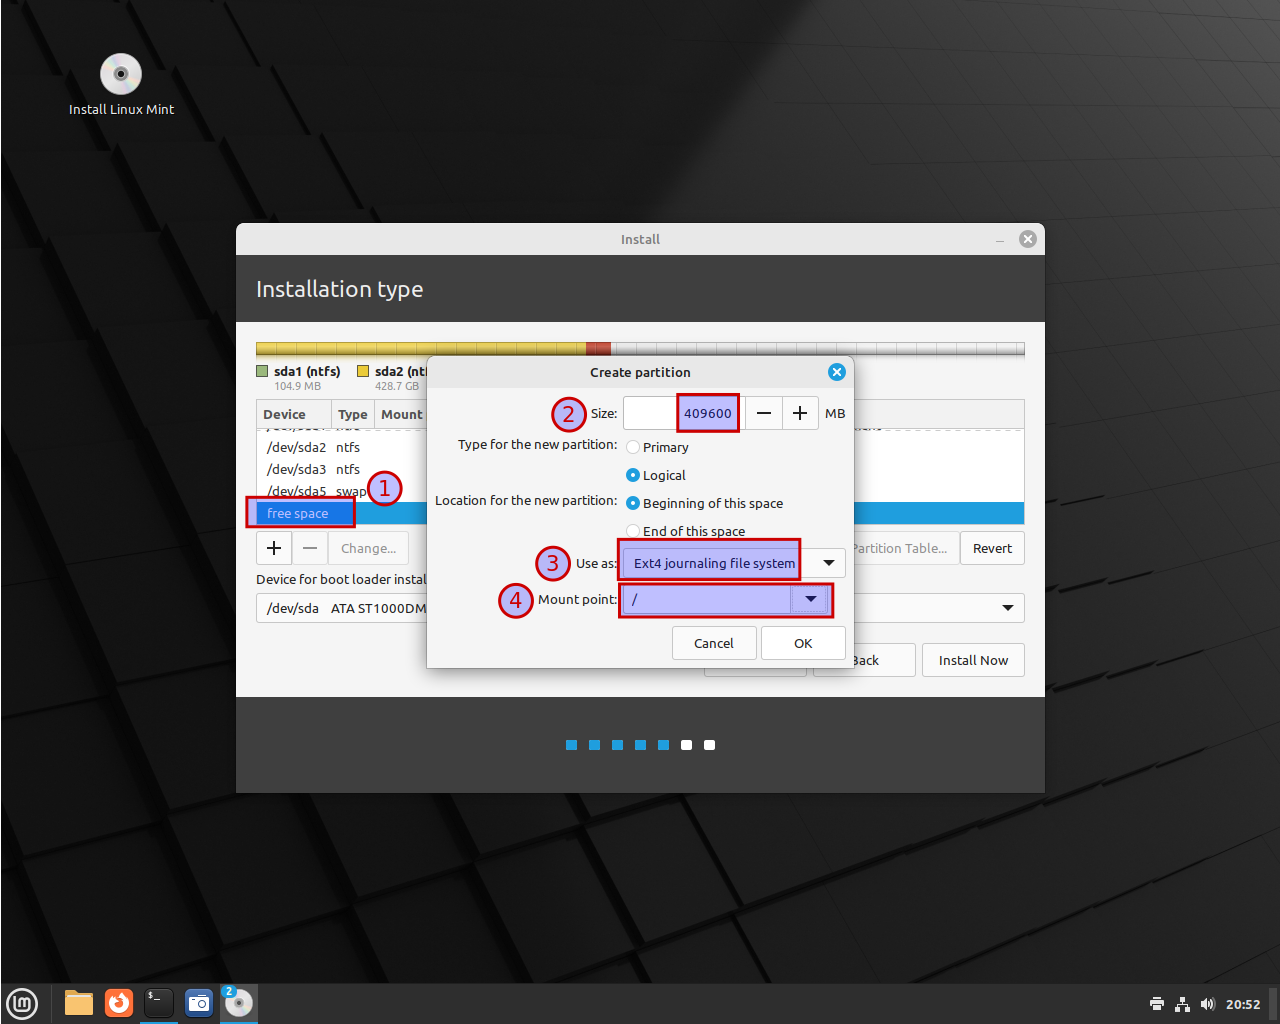 Install Linux Mint
Install
Installation type
sda1 (ntfs)
104.9 MB
sda2
428.7 GB
Device Type Mount
/dev/sda2 ntfs
/dev/sda3 ntfs
/dev/sda5 swap
1
free space
Change...
Partition Table...
Revert
Device for boot loader instal
/dev/sda ATA ST1000DM
Back
Install Now
Create partition
2 Size: 409600 MB
Type for the new partition: Primary
Logical
Location for the new partition: Beginning of this space
End of this space
3 Use as: Ext4 journaling file system
4 Mount point: /
Cancel OK
$_
2
20:52